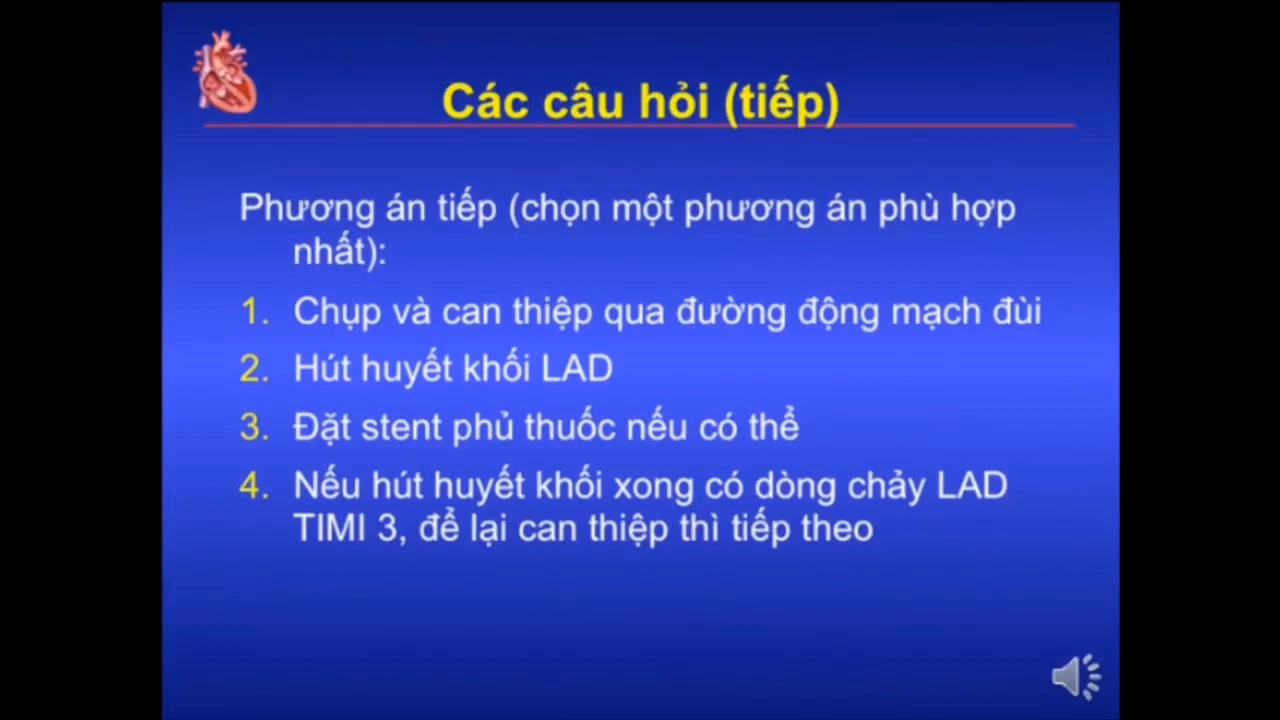 Các câu hỏi (tiếp)
Phương án tiếp (chọn một phương án phù hợp
nhất):
1. Chụp và can thiệp qua đường động mạch đùi
2. Hút huyết khối LAD
3. Đặt stent phủ thuốc nếu có thể
4. Nếu hút huyết khối xong có dòng chảy LAD
TIMI 3, để lại can thiệp thì tiếp theo